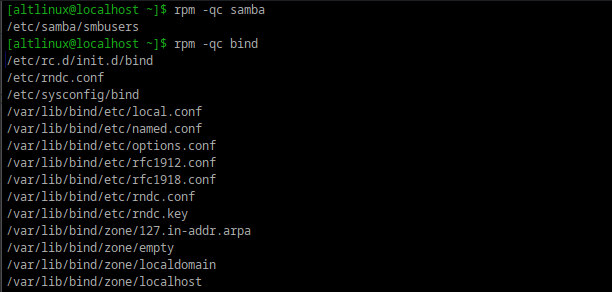 [altlinux@localhost ~]$ rpm -qc samba
/etc/samba/smbusers
[altlinux@localhost ~]$ rpm -qc bind
/etc/rc.d/init.d/bind
/etc/rndc.conf
/etc/sysconfig/bind
/var/lib/bind/etc/local.conf
/var/lib/bind/etc/named.conf
/var/lib/bind/etc/options.conf
/var/lib/bind/etc/rfc1912.conf
/var/lib/bind/etc/rfc1918.conf
/var/lib/bind/etc/rndc.conf
/var/lib/bind/etc/rndc.key
/var/lib/bind/zone/127.in-addr.arpa
/var/lib/bind/zone/empty
/var/lib/bind/zone/localdomain
/var/lib/bind/zone/localhost